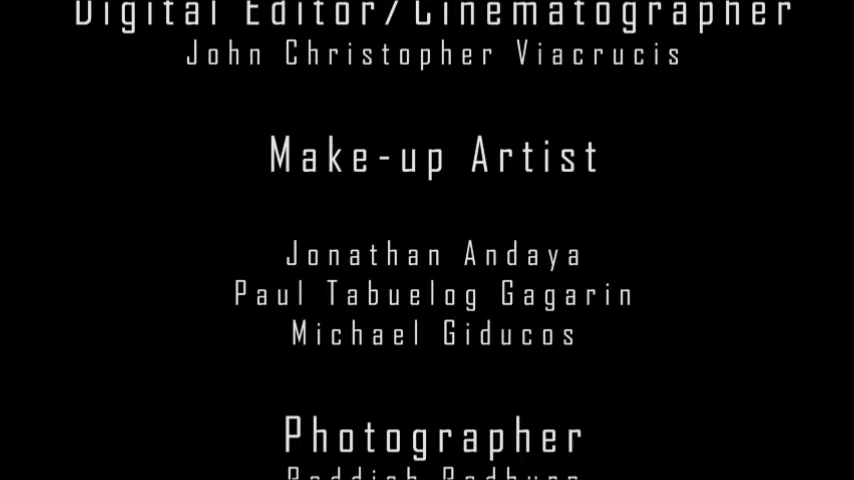 Digital Editor/Cinematographer
John Christopher Viacrucis
Make-up Artist
Jonathan Andaya
Paul Tabuelog Gagarin
Michael Giducos
Photographer